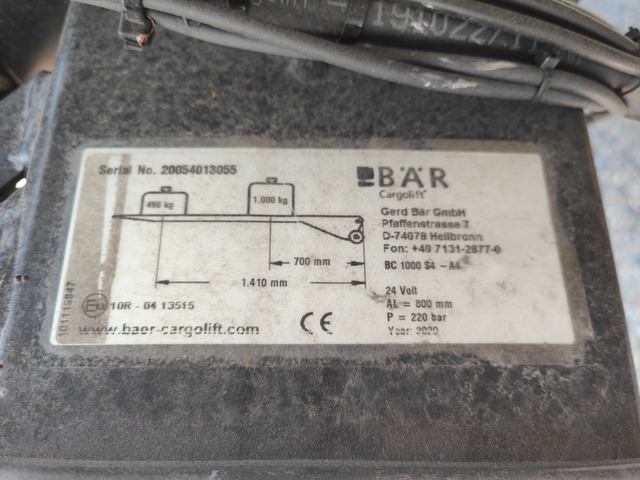 Serial No. 20054013055
BÄR
Cargolift
496 kg
1.000 kg
Gerd Bär GmbH
Pfaffenstrasse 7
D-74078 Heilbronn
Fon: +49 7131-2877-0
700 mm
BC 1000 S4 -A4
1.410 mm
24 Volt
10R - 04 13515
AL = 800 mm
P = 220 bar
www.baer-cargolift.com
CE
Year: 2020